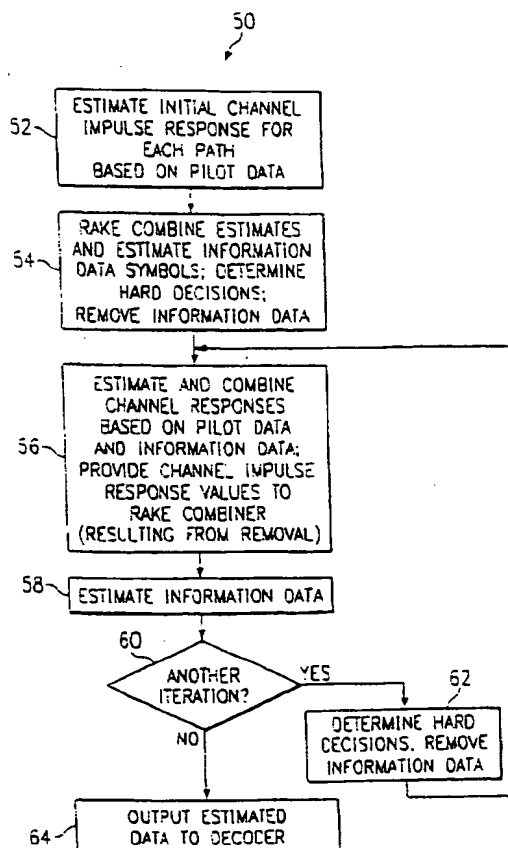 50
52
ESTIMATE INITIAL CHANNEL
IMPULSE RESPONSE FOR
EACH PATH
BASED ON PILOT DATA
54
RAKE COMBINE ESTIMATES
AND ESTIMATE INFORMATION
DATA SYMBOLS; DETERMINE
HARD DECISIONS;
REMOVE INFORMATION DATA
56
ESTIMATE AND COMBINE
CHANNEL RESPONSES
BASED ON PILOT DATA
AND INFORMATION DATA;
PROVIDE CHANNEL IMPULSE
RESPONSE VALUES TO
RAKE COMBINER
(RESULTING FROM REMOVAL)
58
ESTIMATE INFORMATION DATA
60
ANOTHER
ITERATION?
YES
NO
62
DETERMINE HARD
DECISIONS, REMOVE
INFORMATION DATA
64
OUTPUT ESTIMATED
DATA TO DECODER